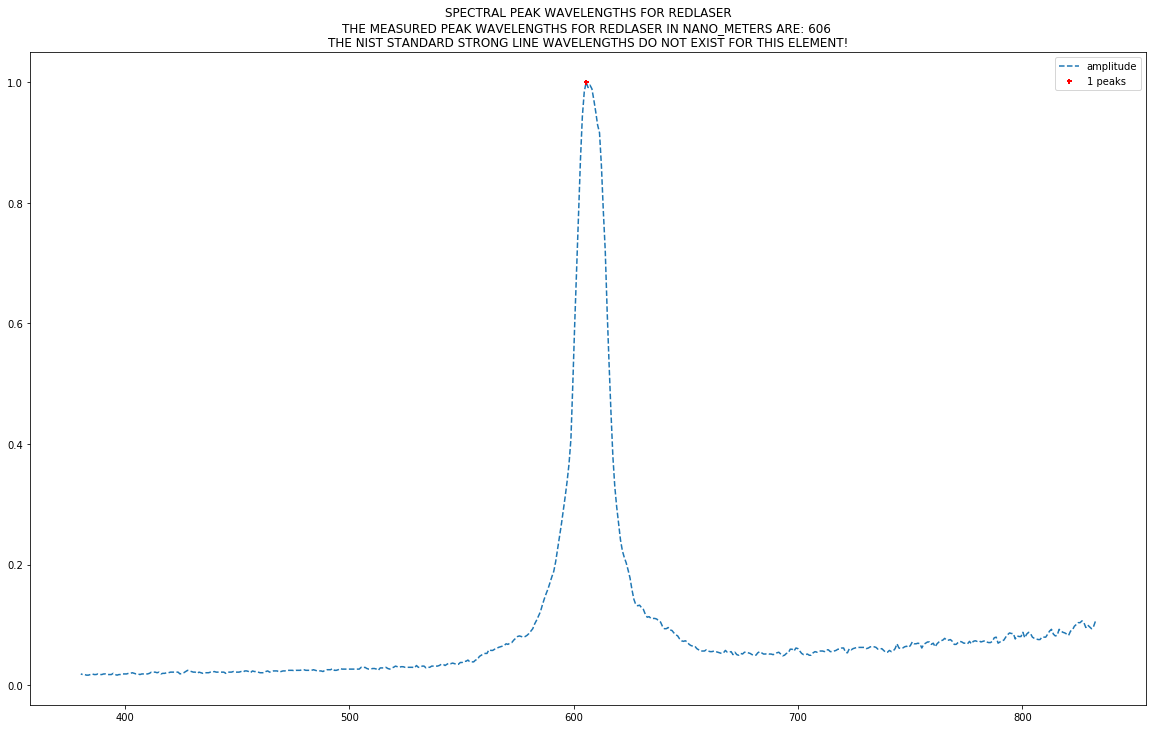 SPECTRAL PEAK WAVELENGTHS FOR REDLASER
THE MEASURED PEAK WAVELENGTHS FOR REDLASER IN NANO_METERS ARE: 606
THE NIST STANDARD STRONG LINE WAVELENGTHS DO NOT EXIST FOR THIS ELEMENT!
amplitude
1 peaks
1.0
0.8
0.6
0.4
0.2
0.0
400 500 600 700 800